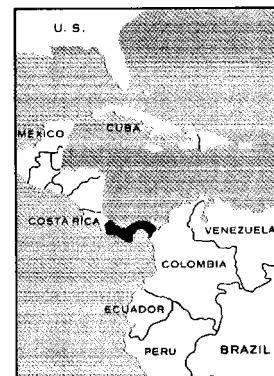 U. S.
MEXICO
CUBA
COSTA RICA
VENEZUELA
COLOMBIA
ECUADOR
PERU
BRAZIL